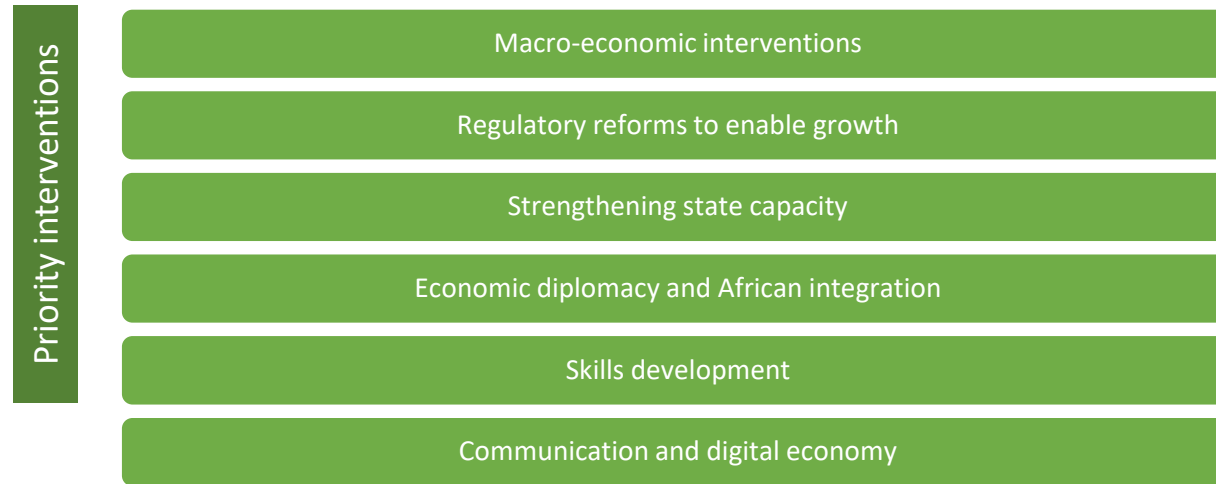 Priority interventions
Macro-economic interventions
Regulatory reforms to enable growth
Strengthening state capacity
Economic diplomacy and African integration
Skills development
Communication and digital economy